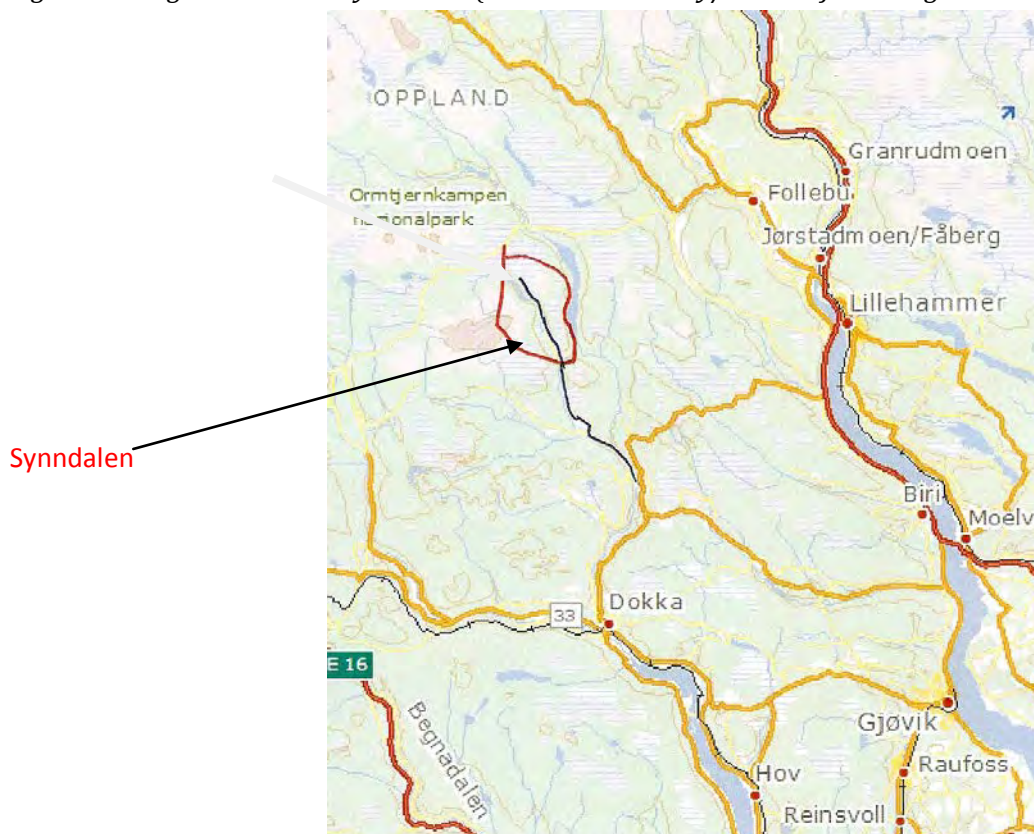 OPPLAND
Granrudmoen
Follebu
Ormtjernkampen
nasjonalpark
Jørstadmoen/Fåberg
Lillehammer
Synndalen
Biri
Moelv
Dokka
33
E 16
Begnadalen
Gjøvik
Hov
Raufoss
Reinsvoll